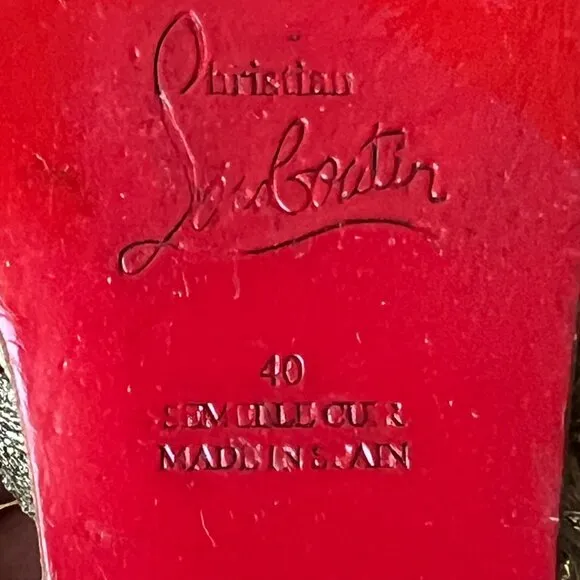 Christian
Louboutin
40
SEMELLE CUIR
MADE IN SPAIN